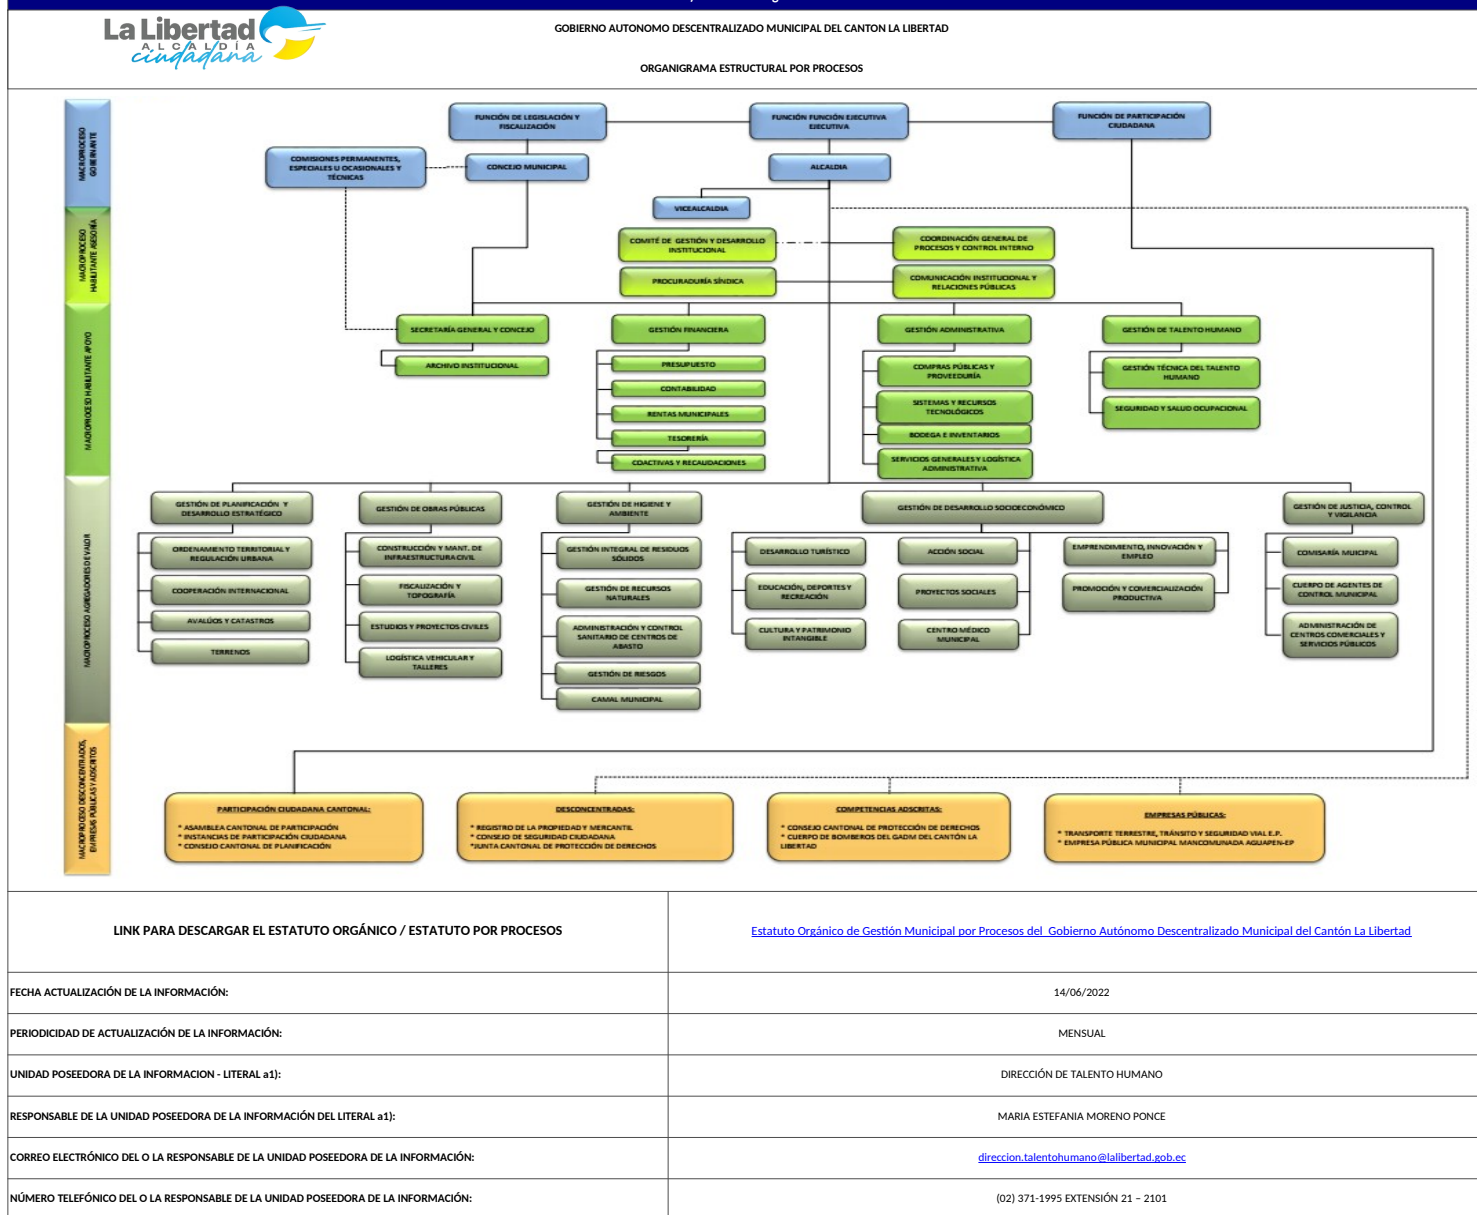 La Libertad
ALCALDÍA
ciudadana
GOBIERNO AUTONOMO DESCENTRALIZADO MUNICIPAL DEL CANTON LA LIBERTAD
ORGANIGRAMA ESTRUCTURAL POR PROCESOS
MACROPROCESO
GOBERNANTE
FUNCIÓN DE LEGISLACIÓN Y
FISCALIZACIÓN
FUNCIÓN FUNCIÓN EJECUTIVA
EJECUTIVA
FUNCIÓN DE PARTICIPACIÓN
CIUDADANA
COMISIONES PERMANENTES,
ESPECIALES U OCASIONALES Y
TÉCNICAS
CONCEJO MUNICIPAL
ALCALDIA
VICEALCALDIA
MACROPROCESO
HABILITANTE ASESORÍA
COMITÉ DE GESTIÓN Y DESARROLLO
INSTITUCIONAL
COORDINACIÓN GENERAL DE
PROCESOS Y CONTROL INTERNO
PROCURADURÍA SÍNDICA
COMUNICACIÓN INSTITUCIONAL Y
RELACIONES PÚBLICAS
MACROPROCESO HABILITANTE APOYO
SECRETARÍA GENERAL Y CONCEJO
ARCHIVO INSTITUCIONAL
GESTIÓN FINANCIERA
PRESUPUESTO
CONTABILIDAD
RENTAS MUNICIPALES
TESORERÍA
COACTIVAS Y RECAUDACIONES
GESTIÓN ADMINISTRATIVA
COMPRAS PÚBLICAS Y
PROVEEDURÍA
SISTEMAS Y RECURSOS
TECNOLÓGICOS
BODEGA E INVENTARIOS
SERVICIOS GENERALES Y LOGÍSTICA
ADMINISTRATIVA
GESTIÓN DE TALENTO HUMANO
GESTIÓN TÉCNICA DEL TALENTO
HUMANO
SEGURIDAD Y SALUD OCUPACIONAL
MACROPROCESO AGREGADORES DE VALOR
GESTIÓN DE PLANIFICACIÓN Y
DESARROLLO ESTRATÉGICO
ORDENAMIENTO TERRITORIAL Y
REGULACIÓN URBANA
COOPERACIÓN INTERNACIONAL
AVALÚOS Y CATASTROS
TERRENOS
GESTIÓN DE OBRAS PÚBLICAS
CONSTRUCCIÓN Y MANT. DE
INFRAESTRUCTURA CIVIL
FISCALIZACIÓN Y
TOPOGRAFÍA
ESTUDIOS Y PROYECTOS CIVILES
LOGÍSTICA VEHICULAR Y
TALLERES
GESTIÓN DE HIGIENE Y
AMBIENTE
GESTIÓN INTEGRAL DE RESIDUOS
SÓLIDOS
GESTIÓN DE RECURSOS
NATURALES
ADMINISTRACIÓN Y CONTROL
SANITARIO DE CENTROS DE
ABASTO
GESTIÓN DE RIESGOS
CAMAL MUNICIPAL
GESTIÓN DE DESARROLLO SOCIOECONÓMICO
DESARROLLO TURÍSTICO
EDUCACIÓN, DEPORTES Y
RECREACIÓN
CULTURA Y PATRIMONIO
INTANGIBLE
ACCIÓN SOCIAL
PROYECTOS SOCIALES
CENTRO MÉDICO
MUNICIPAL
EMPRENDIMIENTO, INNOVACIÓN Y
EMPLEO
PROMOCIÓN Y COMERCIALIZACIÓN
PRODUCTIVA
GESTIÓN DE JUSTICIA, CONTROL
Y VIGILANCIA
COMISARÍA MUICIPAL
CUERPO DE AGENTES DE
CONTROL MUNICIPAL
ADMINISTRACIÓN DE
CENTROS COMERCIALES Y
SERVICIOS PÚBLICOS
MACROPROCESO DESCONCENTRADOS,
EMPRESAS PÚBLICAS Y ADSCRITOS
PARTICIPACIÓN CIUDADANA CANTONAL:
* ASAMBLEA CANTONAL DE PARTICIPACIÓN
* INSTANCIAS DE PARTICIPACIÓN CIUDADANA
* CONSEJO CANTONAL DE PLANIFICACIÓN
DESCONCENTRADAS:
* REGISTRO DE LA PROPIEDAD Y MERCANTIL
* CONSEJO DE SEGURIDAD CIUDADANA
*JUNTA CANTONAL DE PROTECCIÓN DE DERECHOS
COMPETENCIAS ADSCRITAS:
* CONSEJO CANTONAL DE PROTECCIÓN DE DERECHOS
* CUERPO DE BOMBEROS DEL GADM DEL CANTÓN LA
LIBERTAD
EMPRESAS PÚBLICAS:
* TRANSPORTE TERRESTRE, TRÁNSITO Y SEGURIDAD VIAL E.P.
* EMPRESA PÚBLICA MUNICIPAL MANCOMUNADA AGUAPEN-EP
LINK PARA DESCARGAR EL ESTATUTO ORGÁNICO / ESTATUTO POR PROCESOS
Estatuto Orgánico de Gestión Municipal por Procesos del Gobierno Autónomo Descentralizado Municipal del Cantón La Libertad
FECHA ACTUALIZACIÓN DE LA INFORMACIÓN:
14/06/2022
PERIODICIDAD DE ACTUALIZACIÓN DE LA INFORMACIÓN:
MENSUAL
UNIDAD POSEEDORA DE LA INFORMACION - LITERAL a1):
DIRECCIÓN DE TALENTO HUMANO
RESPONSABLE DE LA UNIDAD POSEEDORA DE LA INFORMACIÓN DEL LITERAL a1):
MARIA ESTEFANIA MORENO PONCE
CORREO ELECTRÓNICO DEL O LA RESPONSABLE DE LA UNIDAD POSEEDORA DE LA INFORMACIÓN:
direccion.talentohumano@lalibertad.gob.ec
NÚMERO TELEFÓNICO DEL O LA RESPONSABLE DE LA UNIDAD POSEEDORA DE LA INFORMACIÓN:
(02) 371-1995 EXTENSIÓN 21 – 2101